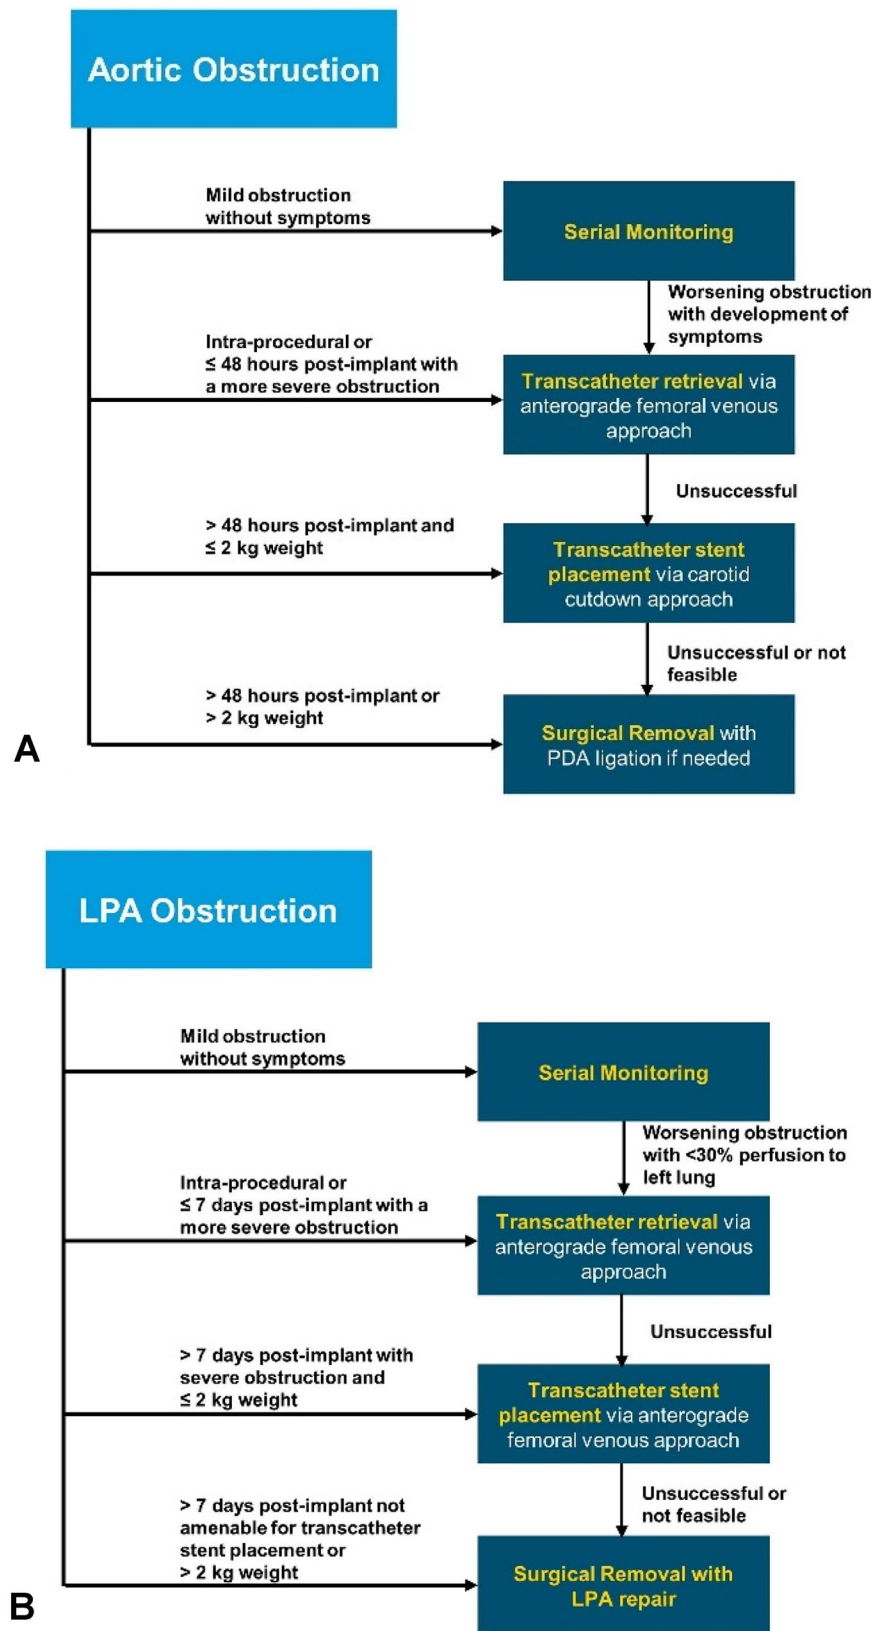 Aortic Obstruction
Mild obstruction
without symptoms
Serial Monitoring
Worsening obstruction
with development of
symptoms
Intra-procedural or
≤ 48 hours post-implant with
a more severe obstruction
Transcatheter retrieval via
anterograde femoral venous
approach
Unsuccessful
> 48 hours post-implant and
≤ 2 kg weight
Transcatheter stent
placement via carotid
cutdown approach
Unsuccessful or not
feasible
> 48 hours post-implant or
> 2 kg weight
Surgical Removal with
PDA ligation if needed
A
LPA Obstruction
Mild obstruction
without symptoms
Serial Monitoring
Worsening obstruction
with <30% perfusion to
left lung
Intra-procedural or
≤ 7 days post-implant with a
more severe obstruction
Transcatheter retrieval via
anterograde femoral venous
approach
Unsuccessful
> 7 days post-implant with
severe obstruction and
≤ 2 kg weight
Transcatheter stent
placement via anterograde
femoral venous approach
Unsuccessful or
not feasible
> 7 days post-implant not
amenable for transcatheter
stent placement or
> 2 kg weight
Surgical Removal with
LPA repair
B